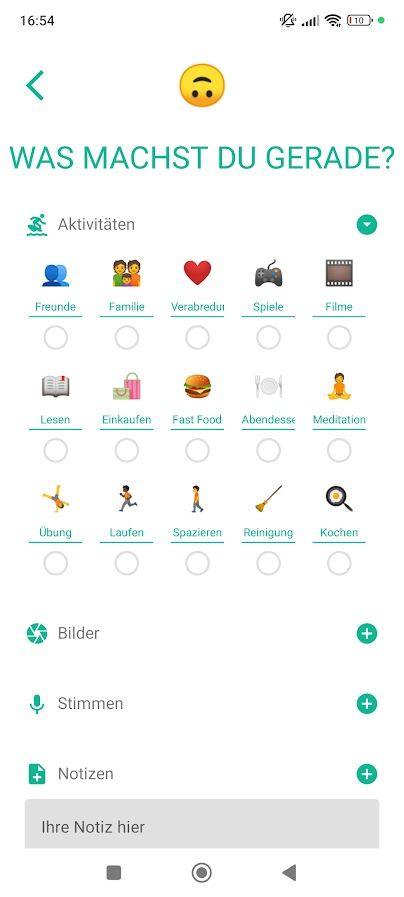 16:54
10
WAS MACHST DU GERADE?
Aktivitäten
Freunde Familie Verabredu Spiele Filme
Lesen Einkaufen Fast Food Abendesse Meditation
Übung Laufen Spazieren Reinigung Kochen
Bilder
Stimmen
Notizen
Ihre Notiz hier